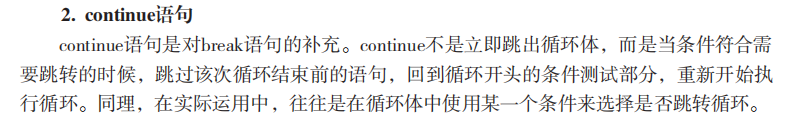 2. continue语句
continue语句是对break语句的补充。continue不是立即跳出循环体，而是当条件符合需
要跳转的时候，跳过该次循环结束前的语句，回到循环开头的条件测试部分，重新开始执
行循环。同理，在实际运用中，往往是在循环体中使用某一个条件来选择是否跳转循环。